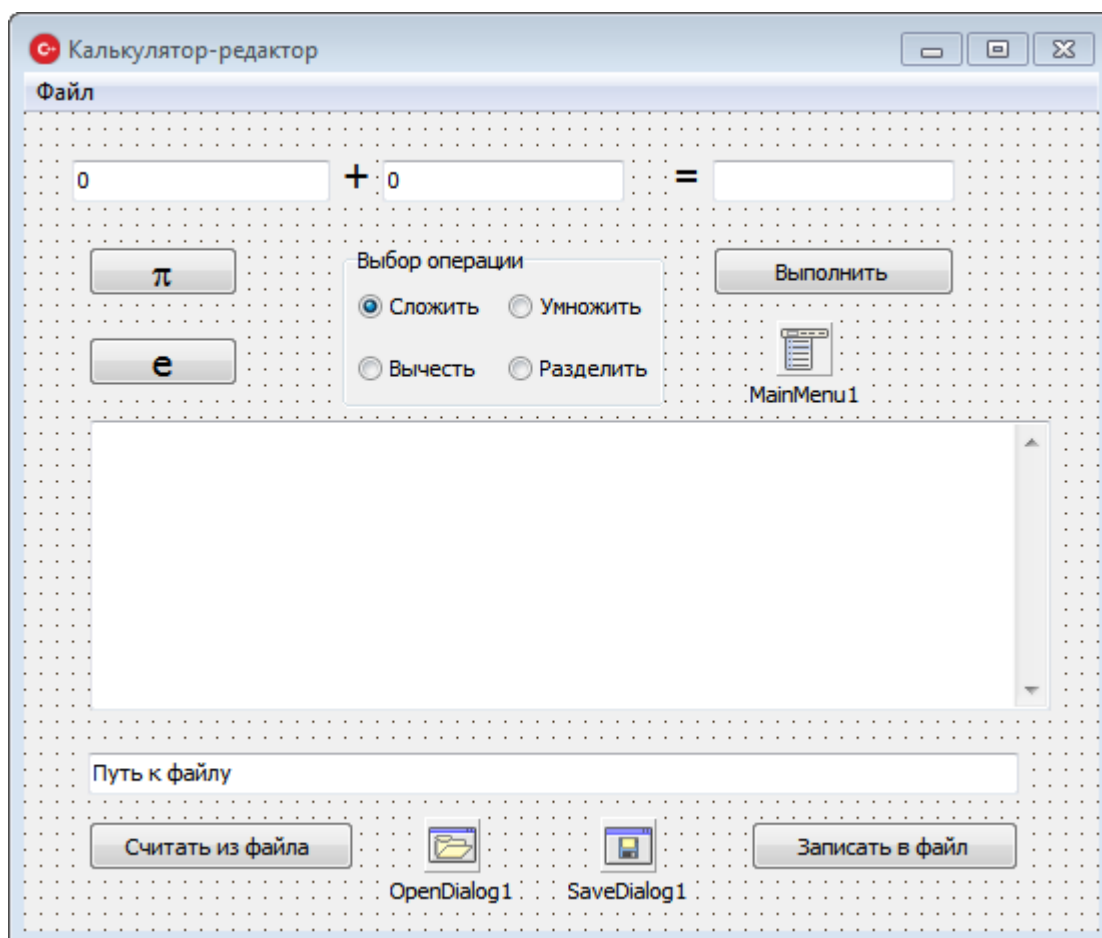 Калькулятор-редактор
Файл
0 + 0 =
π
Выбор операции
Выполнить
Сложить Умножить
e
Вычесть Разделить
MainMenu1
Путь к файлу
Считать из файла
Записать в файл
OpenDialog1 SaveDialog1